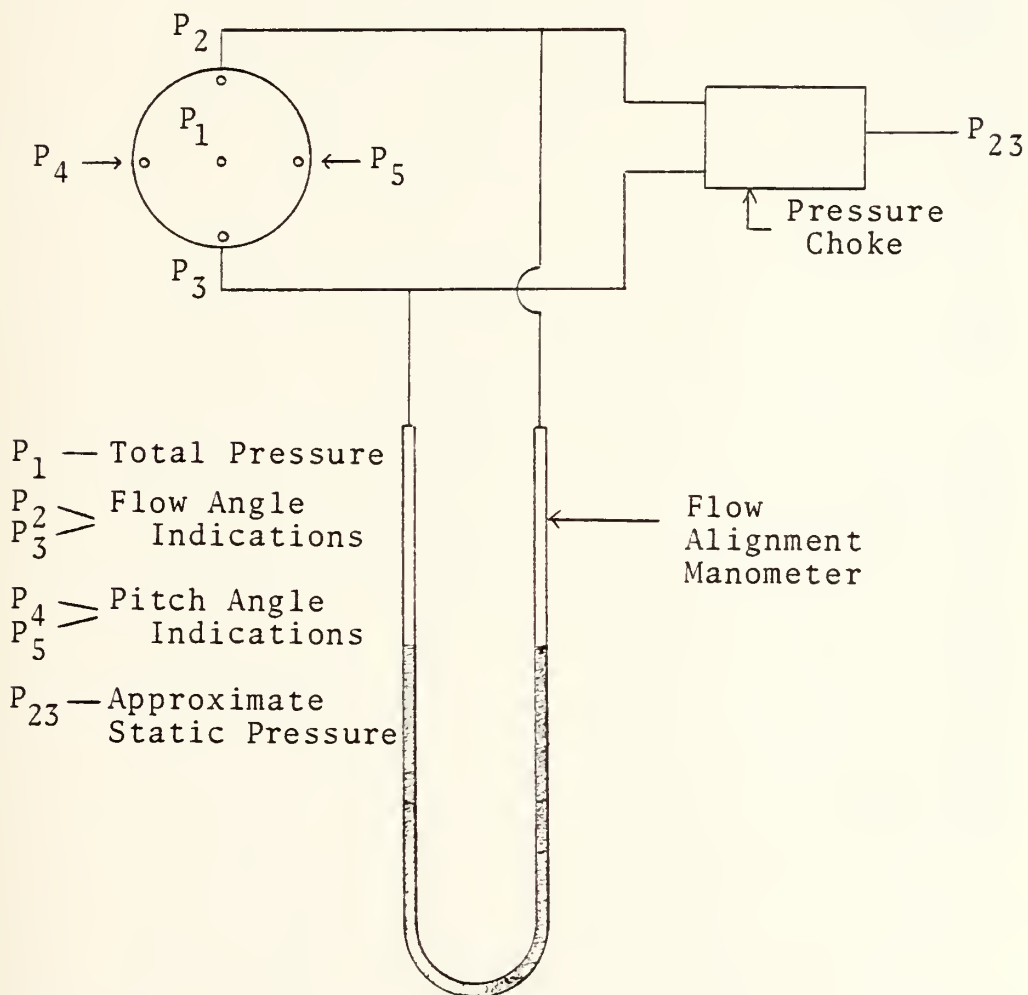 P2
P1
P4
P5
P23
Pressure
Choke
P3
P1 — Total Pressure
P2
P3
Flow Angle
Indications
P4
P5
Pitch Angle
Indications
P23 — Approximate
Static Pressure
Flow
Alignment
Manometer